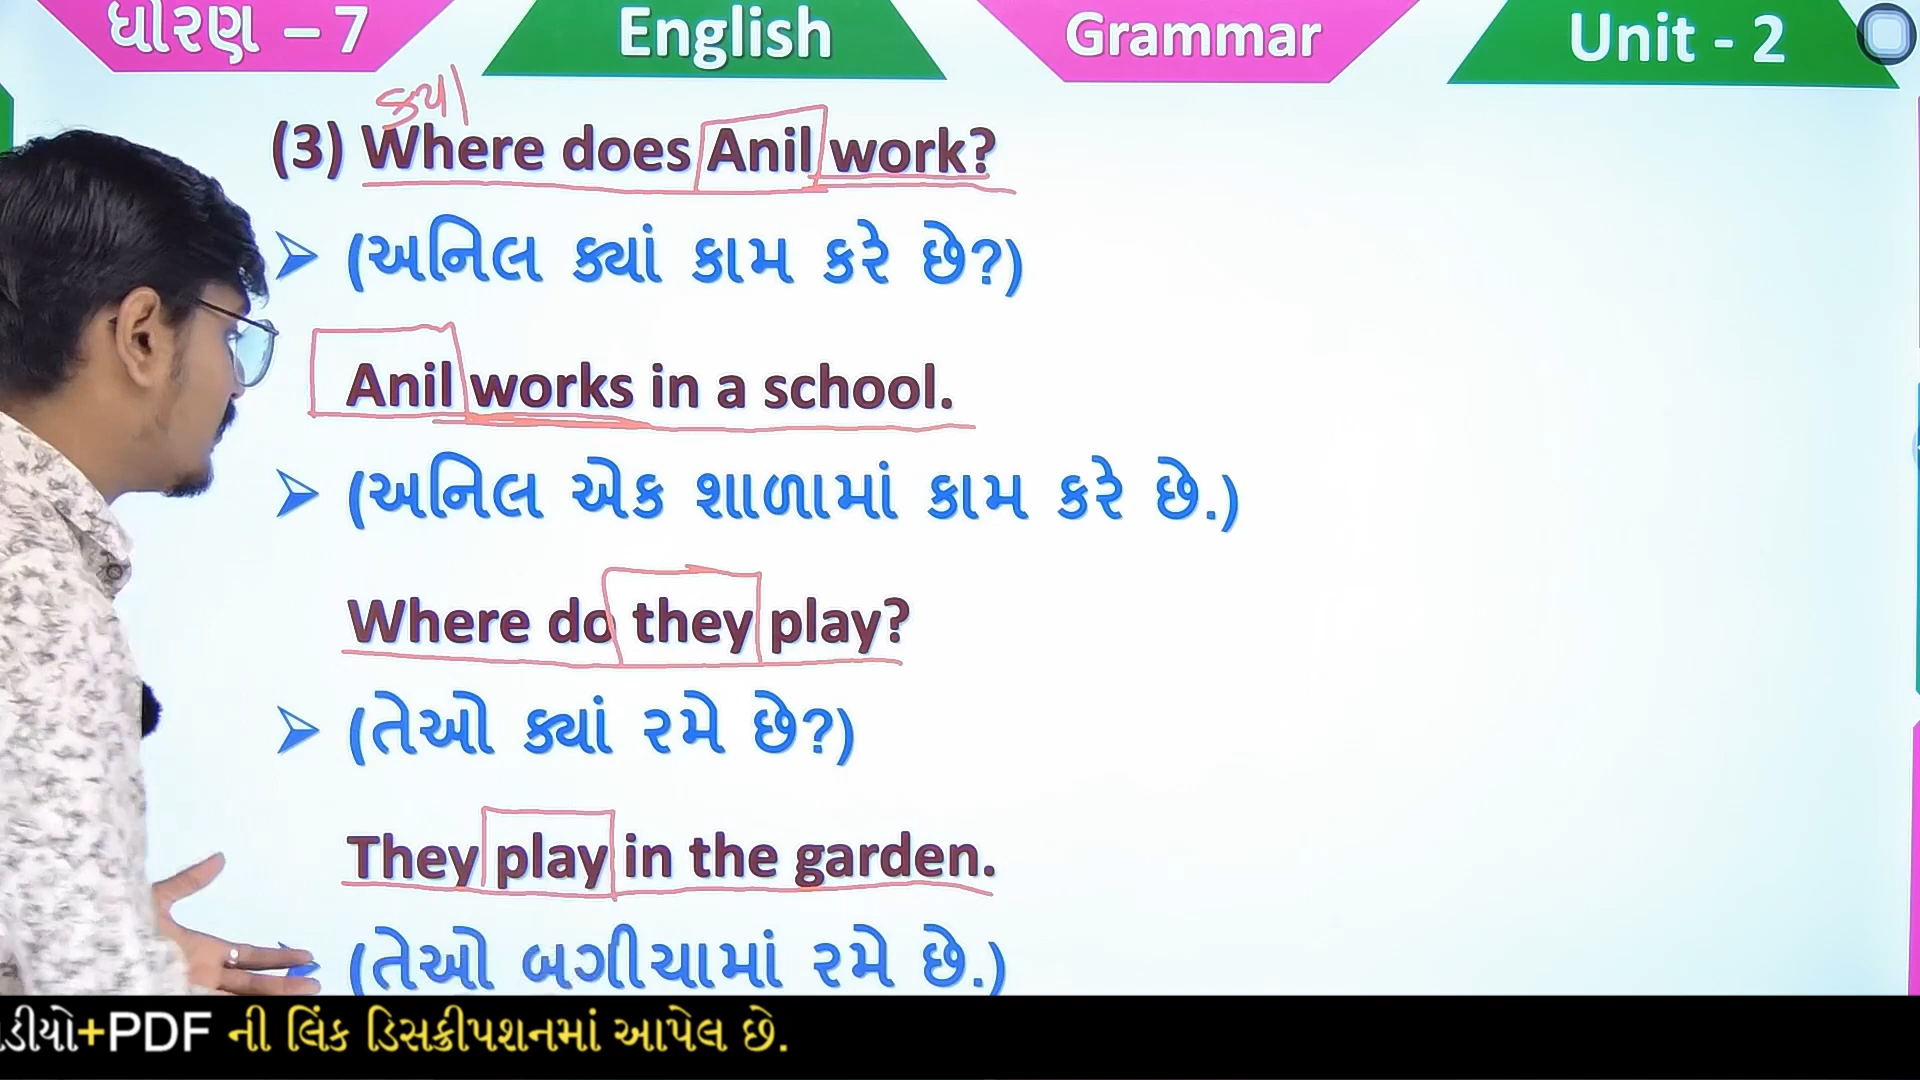 ધોરણ – 7 English Grammar Unit - 2
ક્યાં
(3) Where does Anil work?
(અનિલ ક્યાં કામ કરે છે?)
Anil works in a school.
(અનિલ એક શાળામાં કામ કરે છે.)
Where do they play?
(તેઓ ક્યાં રમે છે?)
They play in the garden.
(તેઓ બગીચામાં રમે છે.)
ડીયો+PDF ની લિંક ડિસક્રીપશનમાં આપેલ છે.